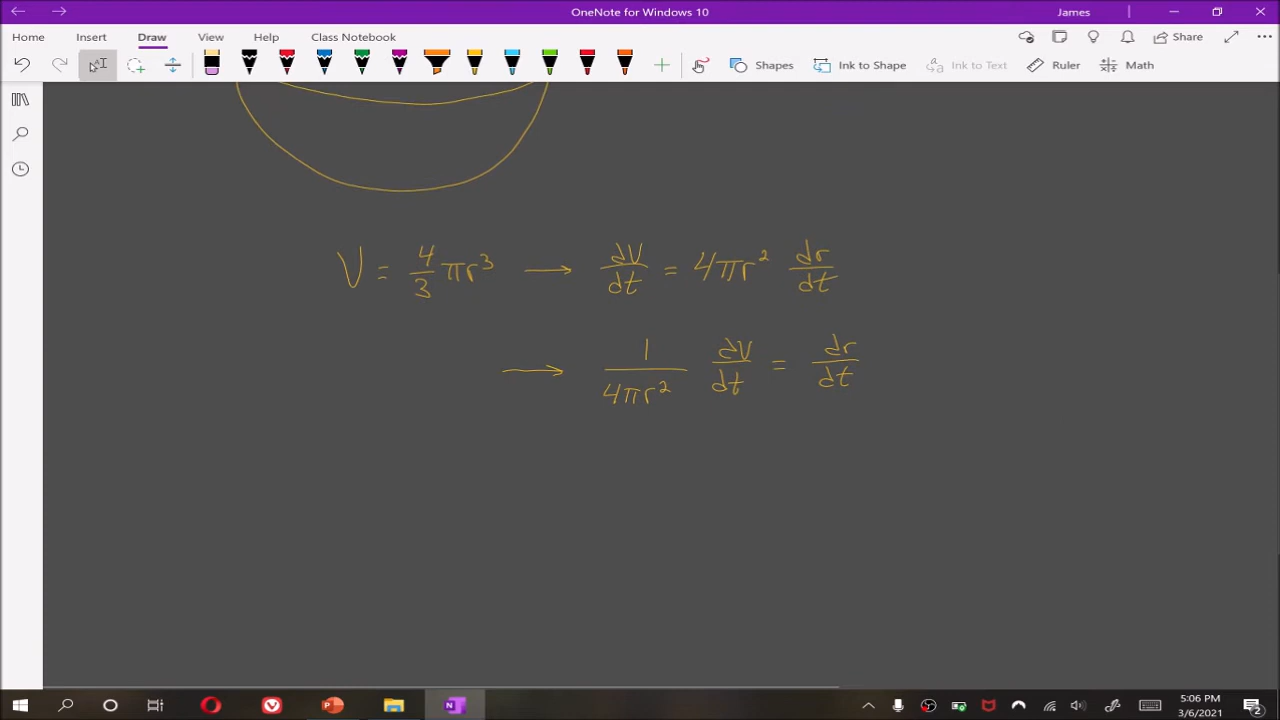 OneNote for Windows 10
James
Home Insert Draw View Help Class Notebook
Share
Shapes Ink to Shape Ink to Text Ruler Math
V = 4/3 πr³ → dV/dt = 4πr² dr/dt
→ 1/4πr² dV/dt = dr/dt
5:06 PM
3/6/2021
2